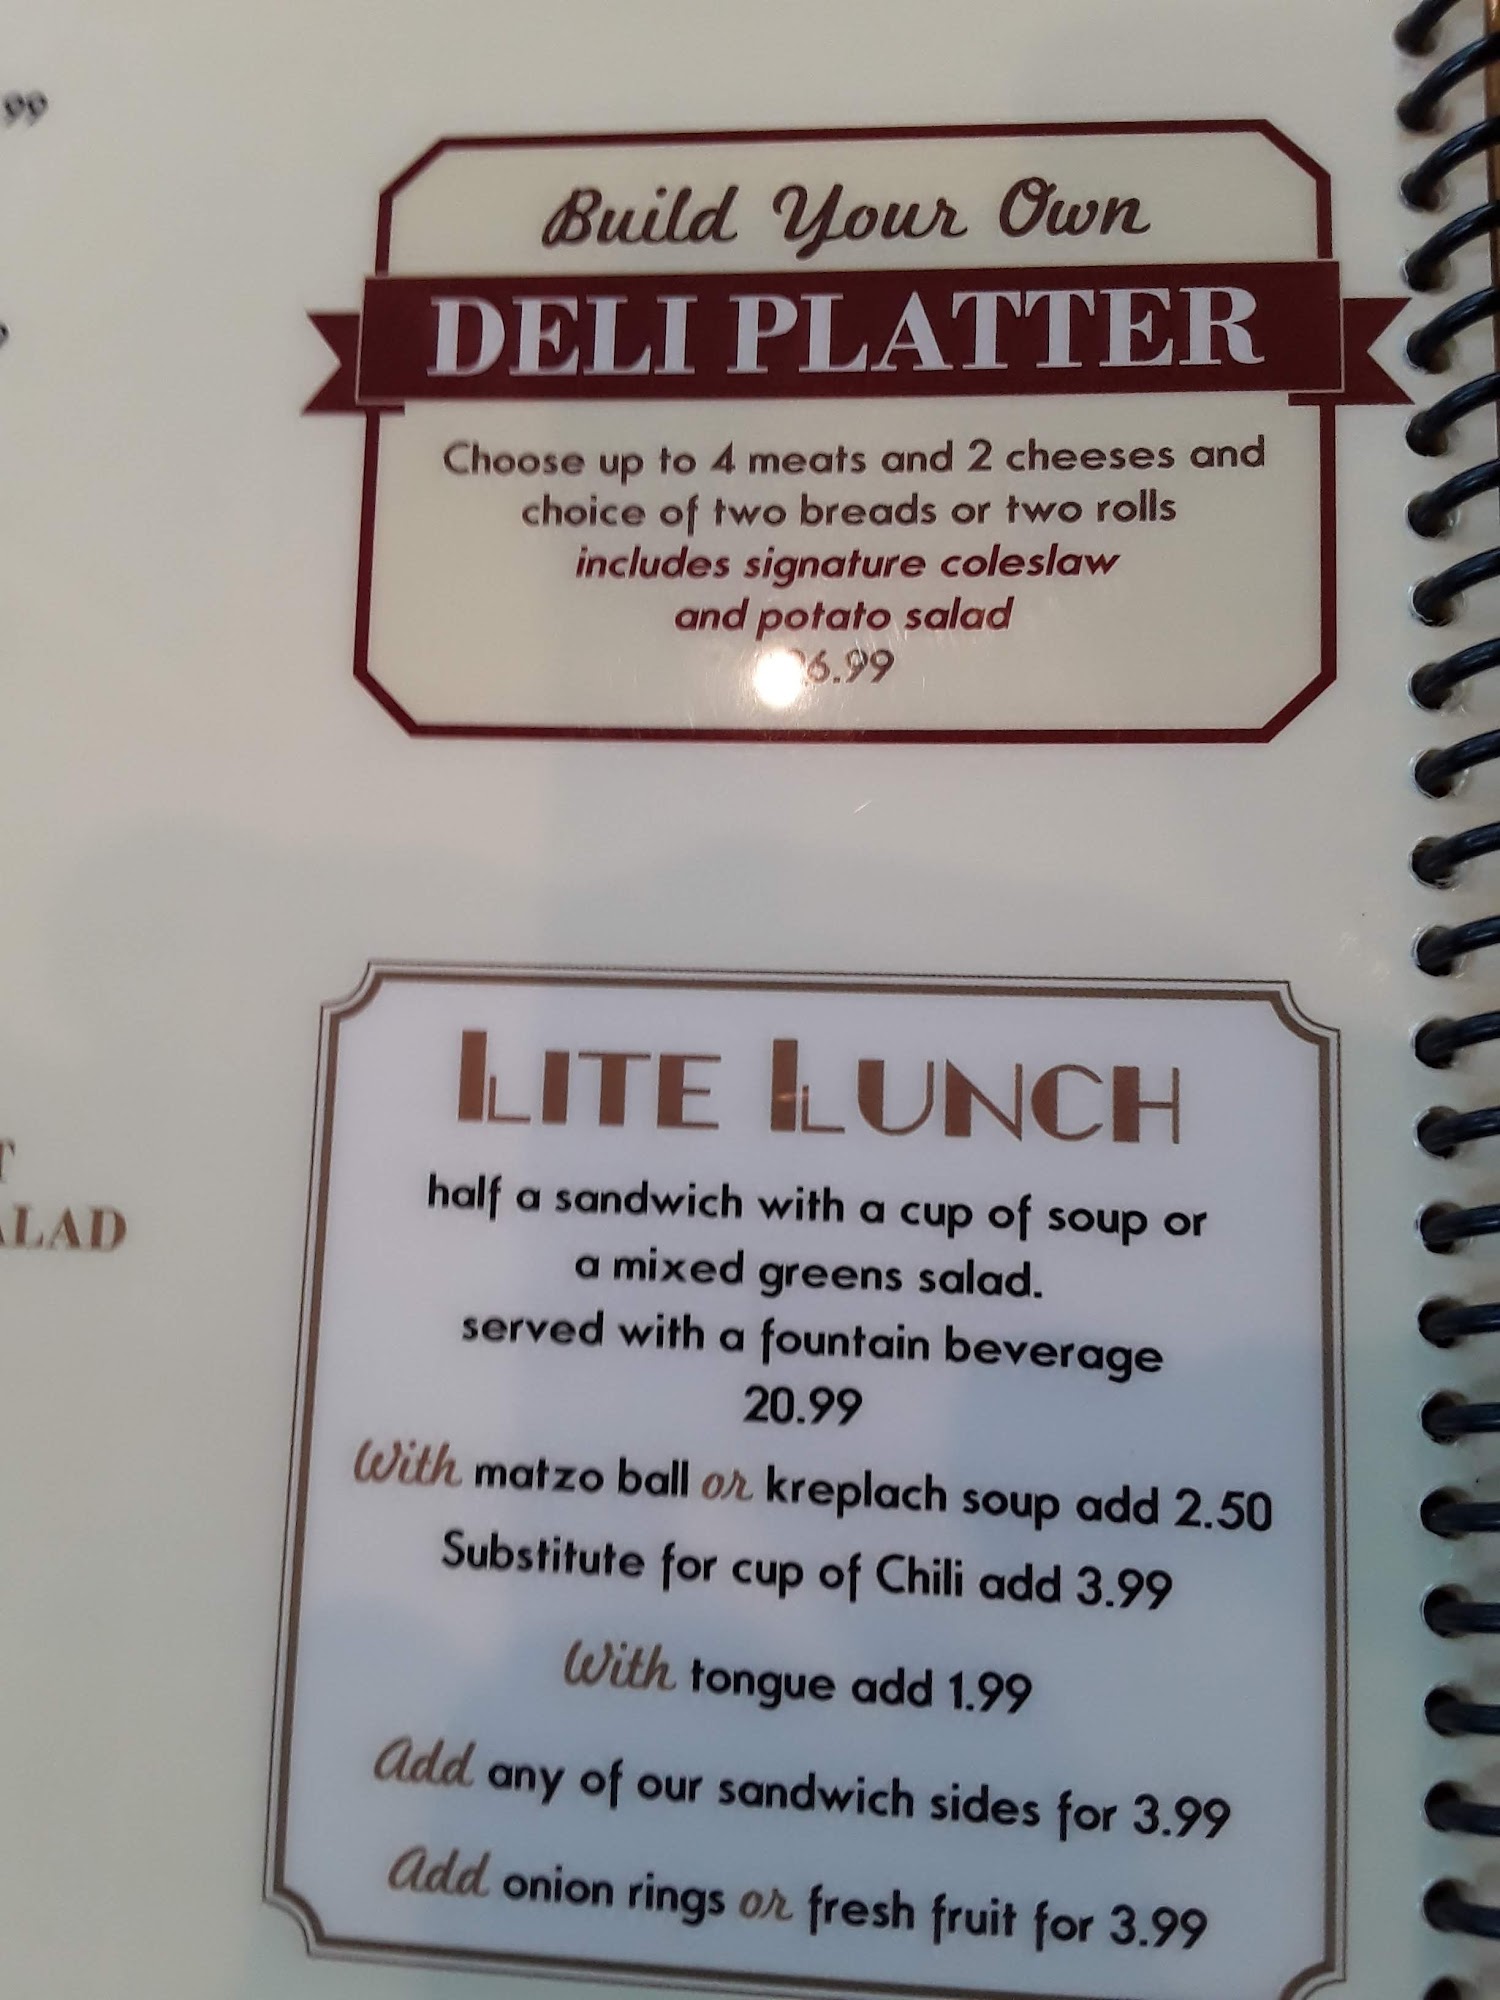 99
Build Your Own
DELI PLATTER
Choose up to 4 meats and 2 cheeses and
choice of two breads or two rolls
includes signature coleslaw
and potato salad
6.99
LITE LUNCH
half a sandwich with a cup of soup or
a mixed greens salad.
served with a fountain beverage
20.99
With matzo ball or kreplach soup add 2.50
Substitute for cup of Chili add 3.99
With tongue add 1.99
Add any of our sandwich sides for 3.99
Add onion rings or fresh fruit for 3.99
T
ALAD